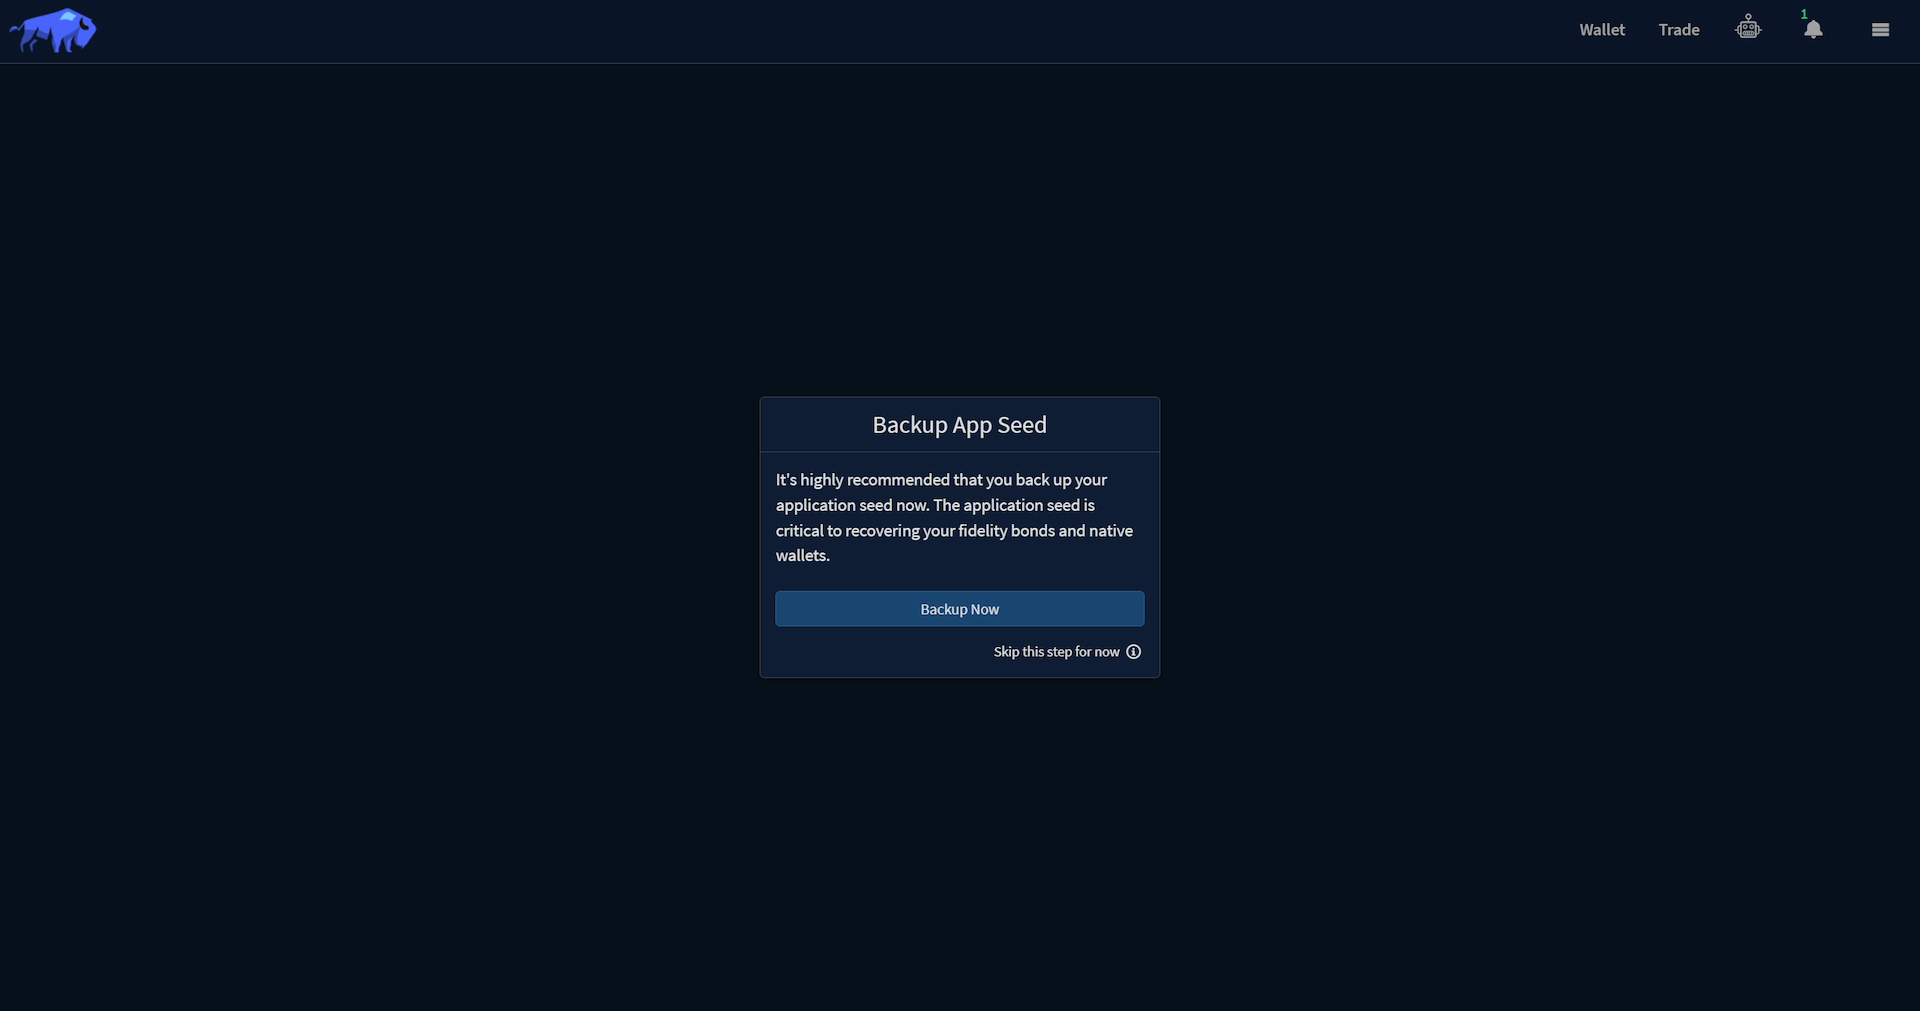 Wallet
Trade
1
Backup App Seed
It's highly recommended that you back up your
application seed now. The application seed is
critical to recovering your fidelity bonds and native
wallets.
Backup Now
Skip this step for now